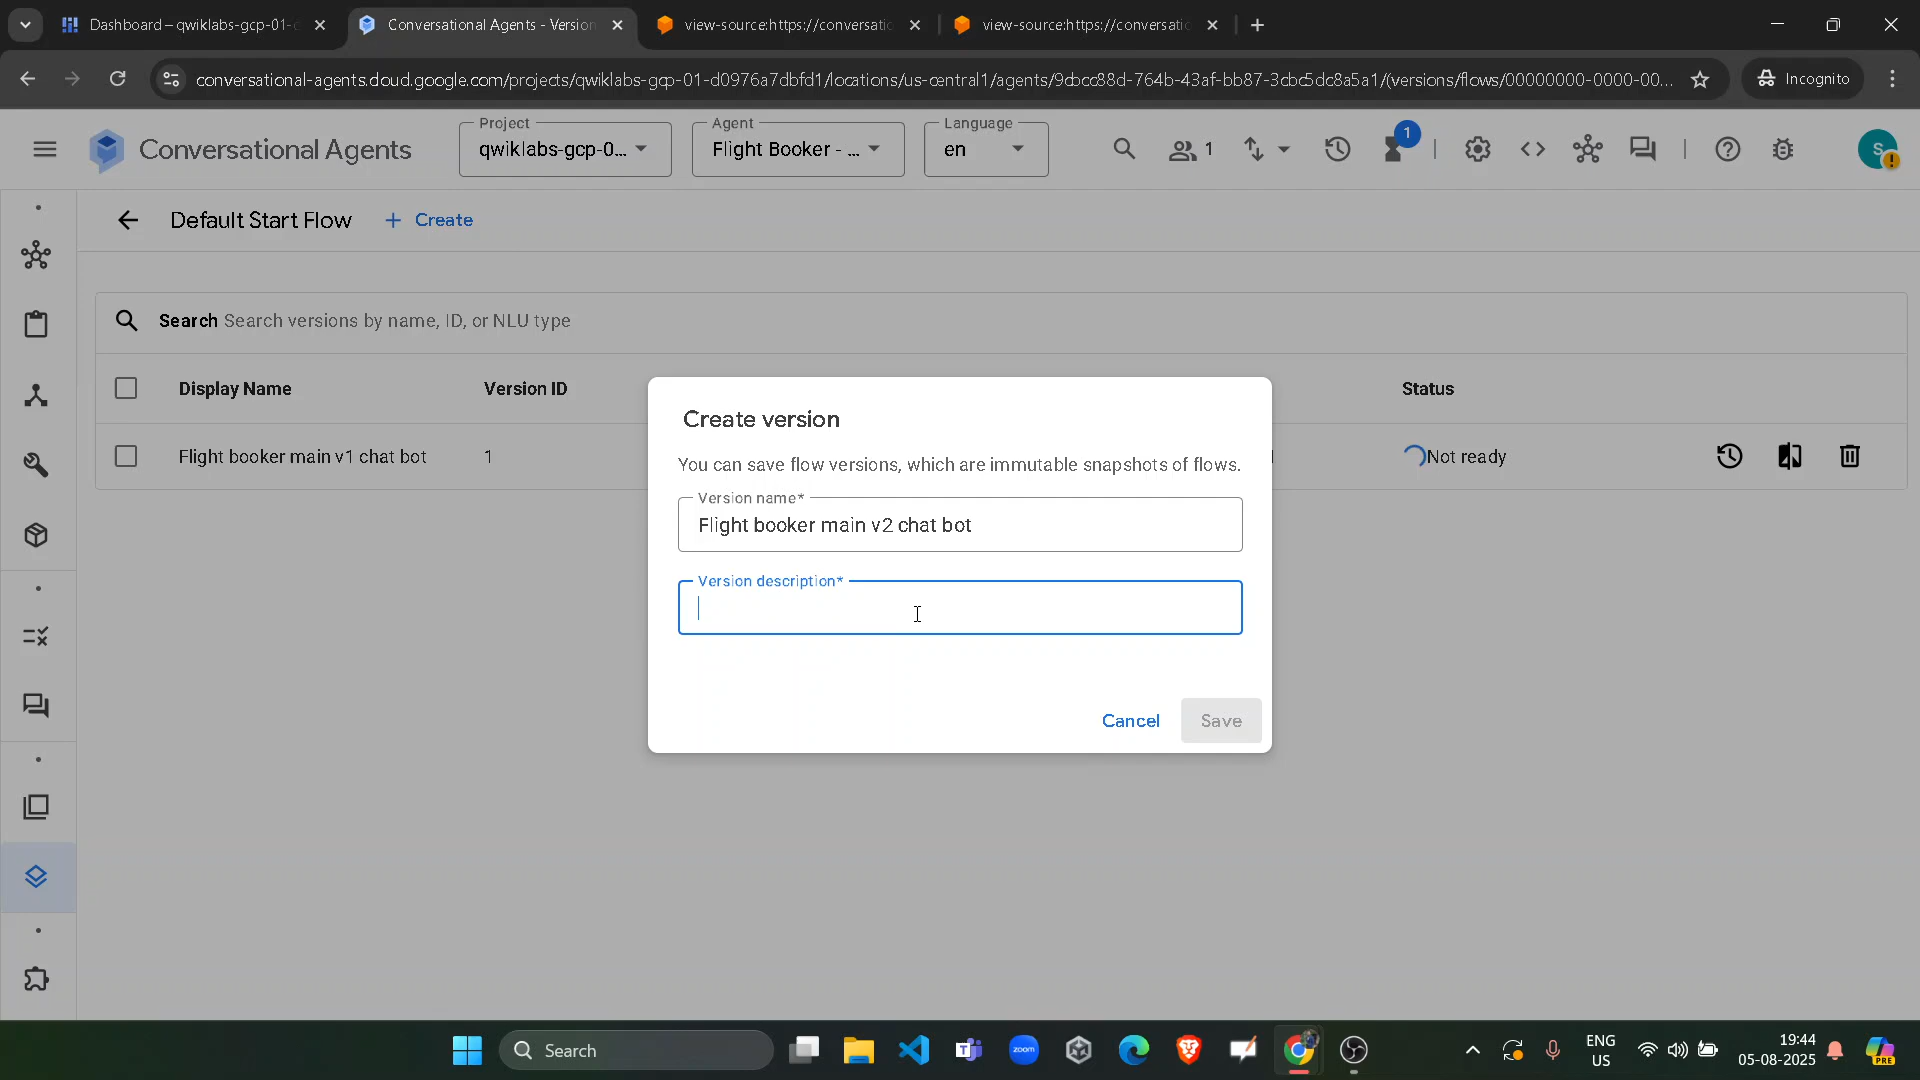 Dashboard – qwiklabs-gcp-01-
Conversational Agents - Version
view-source:https://conversatio
view-source:https://conversatio
conversational-agents.cloud.google.com/projects/qwiklabs-gcp-01-d0976a7dbfd1/locations/us-central1/agents/9cbcc88d-764b-43af-bb87-3cbc5dc8a5a1/(versions/flows/00000000-0000-00...
Incognito
Conversational Agents
Project
qwiklabs-gcp-0...
Agent
Flight Booker - ...
Language
en
1
1
S
Default Start Flow
+ Create
Search Search versions by name, ID, or NLU type
Display Name
Version ID
Status
Flight booker main v1 chat bot
1
Not ready
Create version
You can save flow versions, which are immutable snapshots of flows.
Version name*
Flight booker main v2 chat bot
Version description*
Cancel
Save
Search
zoom
ENG
US
19:44
05-08-2025
PRE